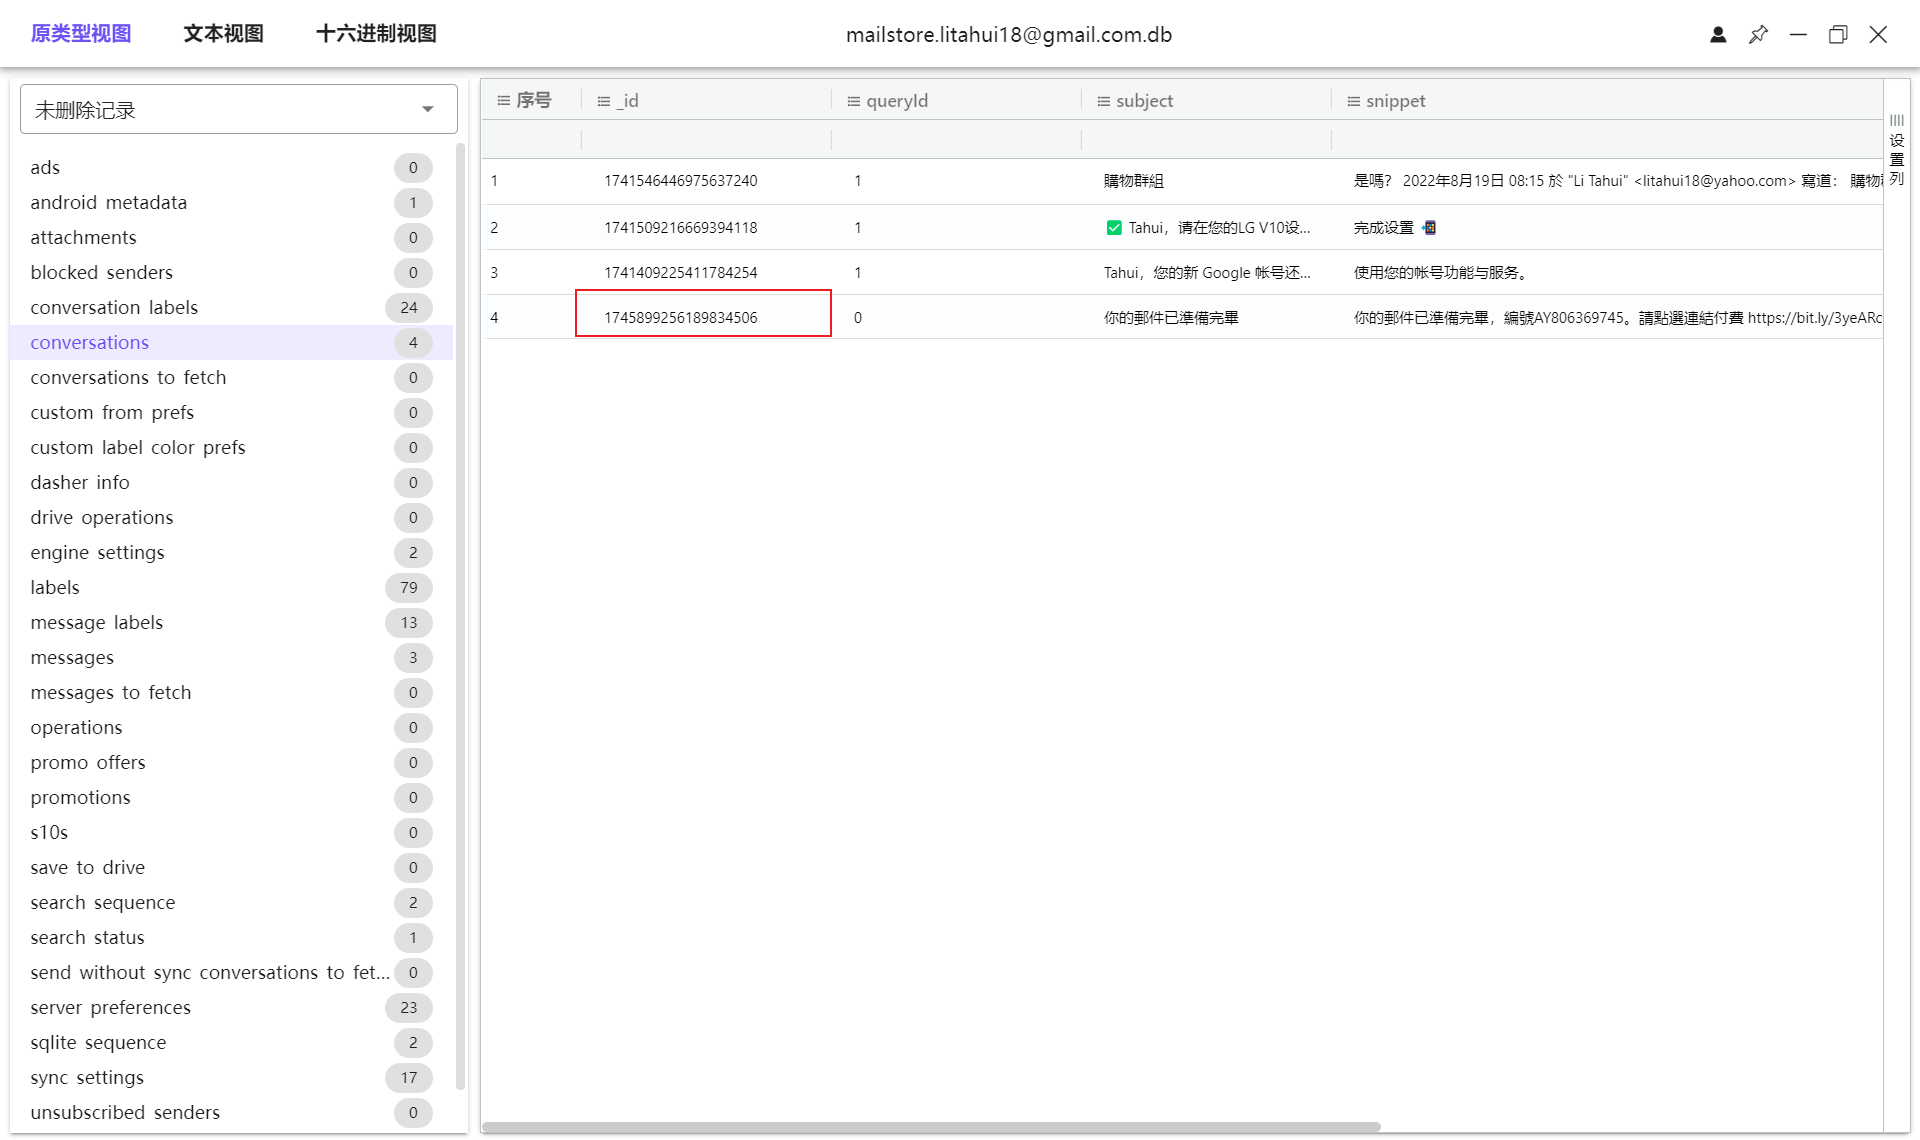 原类型视图 文本视图 十六进制视图 mailstore.litahui18@gmail.com.db
未删除记录
ads 0
android metadata 1
attachments 0
blocked senders 0
conversation labels 24
conversations 4
conversations to fetch 0
custom from prefs 0
custom label color prefs 0
dasher info 0
drive operations 0
engine settings 2
labels 79
message labels 13
messages 3
messages to fetch 0
operations 0
promo offers 0
promotions 0
s10s 0
save to drive 0
search sequence 2
search status 1
send without sync conversations to fet... 0
server preferences 23
sqlite sequence 2
sync settings 17
unsubscribed senders 0
序号 _id queryId subject snippet
1 1741546446975637240 1 購物群組 是嗎? 2022年8月19日 08:15 於 "Li Tahui" <litahui18@yahoo.com> 寫道： 購物
2 1741509216669394118 1 ✅ Tahui，请在您的LG V10设... 完成设置 📲
3 1741409225411784254 1 Tahui，您的新 Google 帐号还... 使用您的帐号功能与服务。
4 1745899256189834506 0 你的郵件已準備完畢 你的郵件已準備完畢，編號AY806369745。請點選連結付費 https://bit.ly/3yeARc
设置列